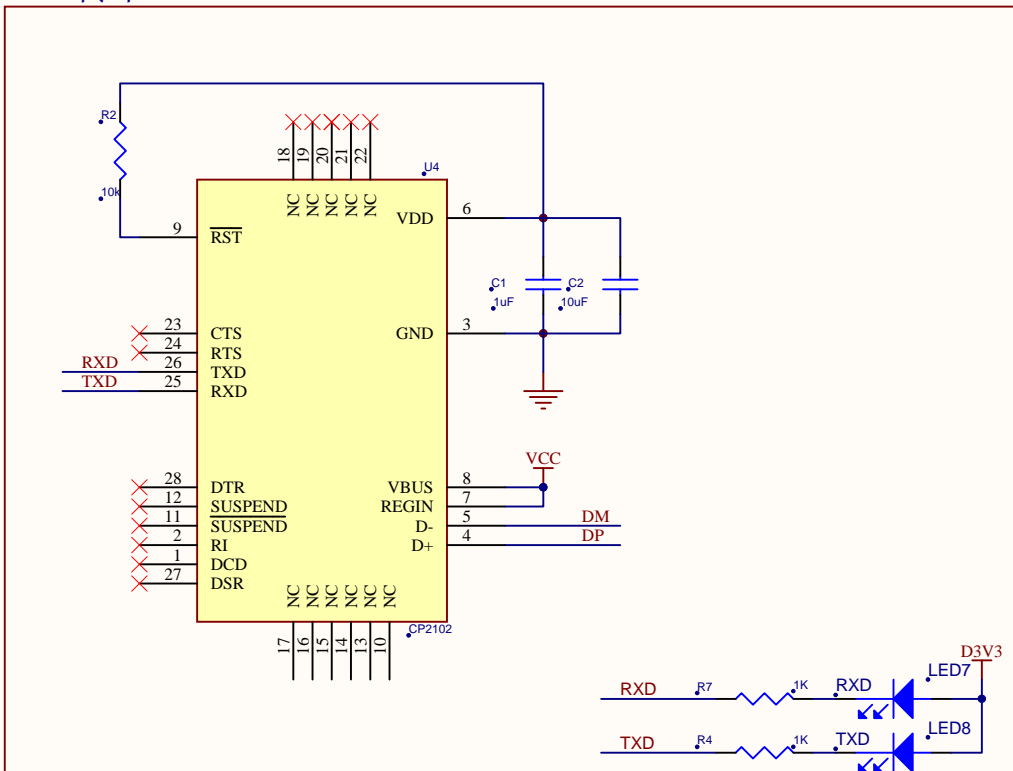 R2
10k
18 19 20 21 22
NC NC NC NC NC
U4
VDD 6
9 RST
C1
1uF
C2
10uF
GND 3
23 CTS
24 RTS
RXD 26 TXD
TXD 25 RXD
VCC
28 DTR
12 SUSPEND
11 SUSPEND
2 RI
1 DCD
27 DSR
VBUS 8
REGIN 7
D- 5 DM
D+ 4 DP
NC NC NC NC NC NC
17 16 15 14 13 10
CP2102
D3V3
RXD R7 1K RXD LED7
TXD R4 1K TXD LED8